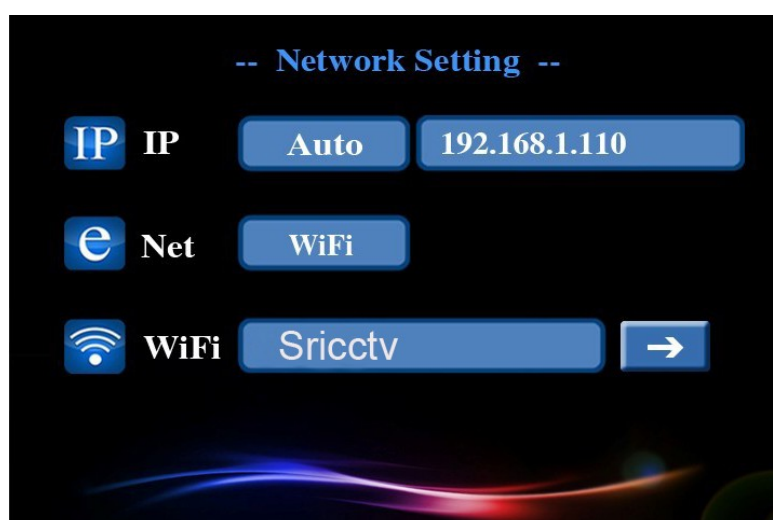 -- Network Setting --
IP IP Auto 192.168.1.110
e Net WiFi
WiFi Sricctv